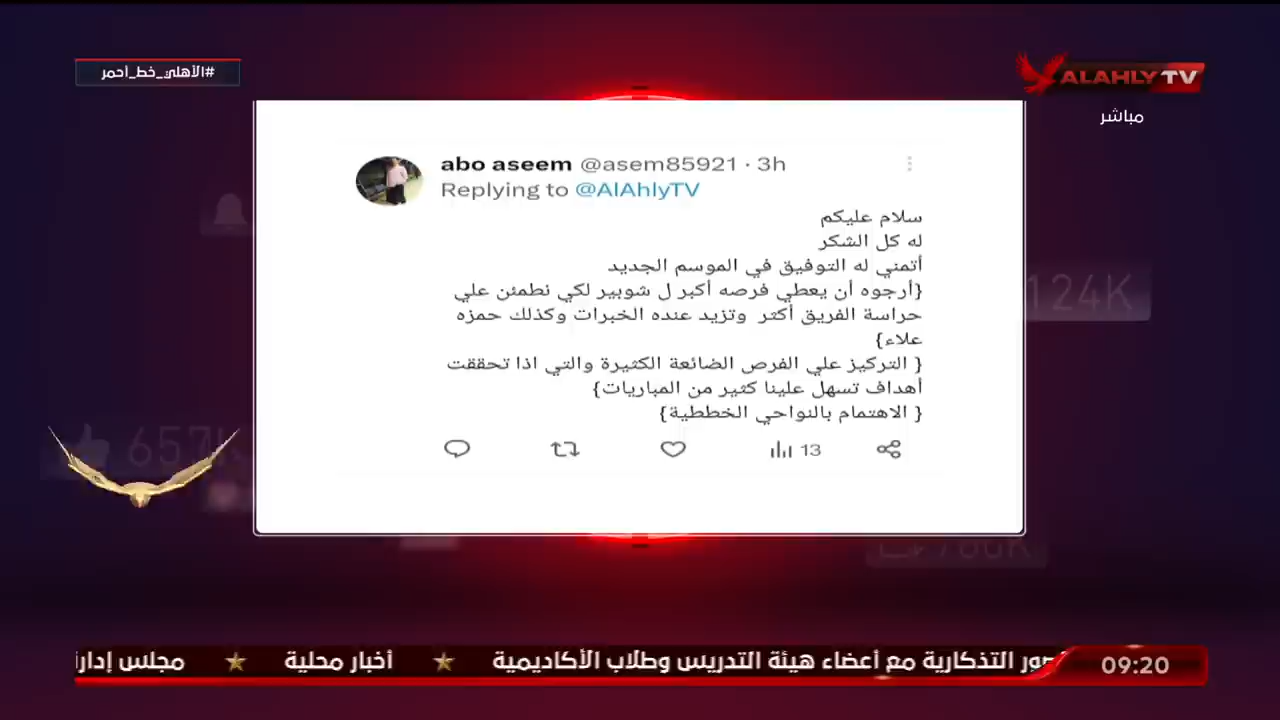 #الأهلي_خط_أحمر
ALAHLY TV
مباشر
abo aseem @asem85921 · 3h
Replying to @AlAhlyTV
سلام عليكم
له كل الشكر
أتمني له التوفيق في الموسم الجديد
{أرجوه أن يعطي فرصه أكبر ل شوبير لكي نطمئن علي
حراسة الفريق أكثر وتزيد عنده الخبرات وكذلك حمزه
علاء}
{ التركيز علي الفرص الضائعة الكثيرة والتي اذا تحققت
أهداف تسهل علينا كثير من المباريات}
{ الاهتمام بالنواحي الخططية}
13
124K
657K
780K
التذكارية مع أعضاء هيئة التدريس وطلاب الأكاديمية ★ أخبار محلية ★ مجلس
09:20